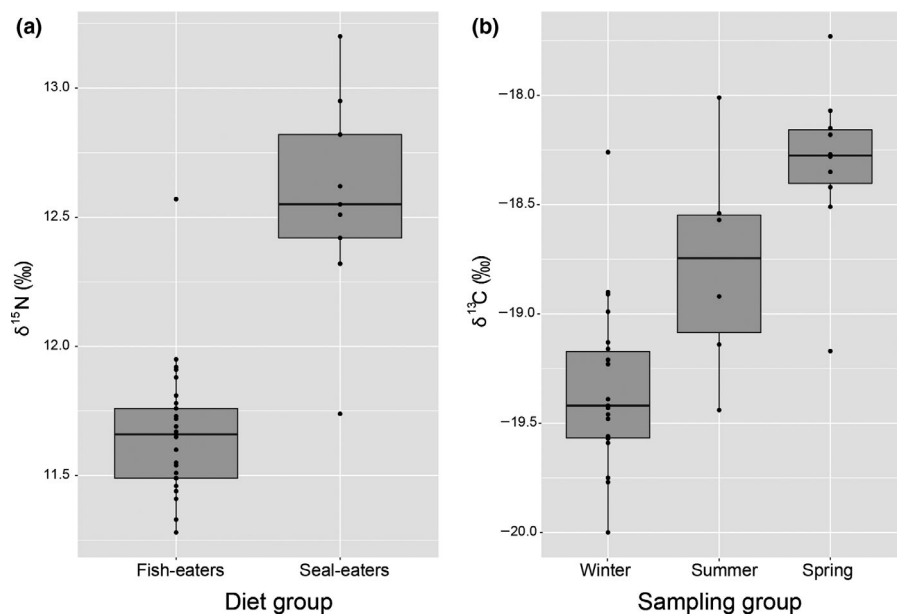 (a)
δ¹⁵N (‰)
13.0
12.5
12.0
11.5
Fish-eaters Seal-eaters
Diet group
(b)
δ¹³C (‰)
−18.0
−18.5
−19.0
−19.5
−20.0
Winter Summer Spring
Sampling group